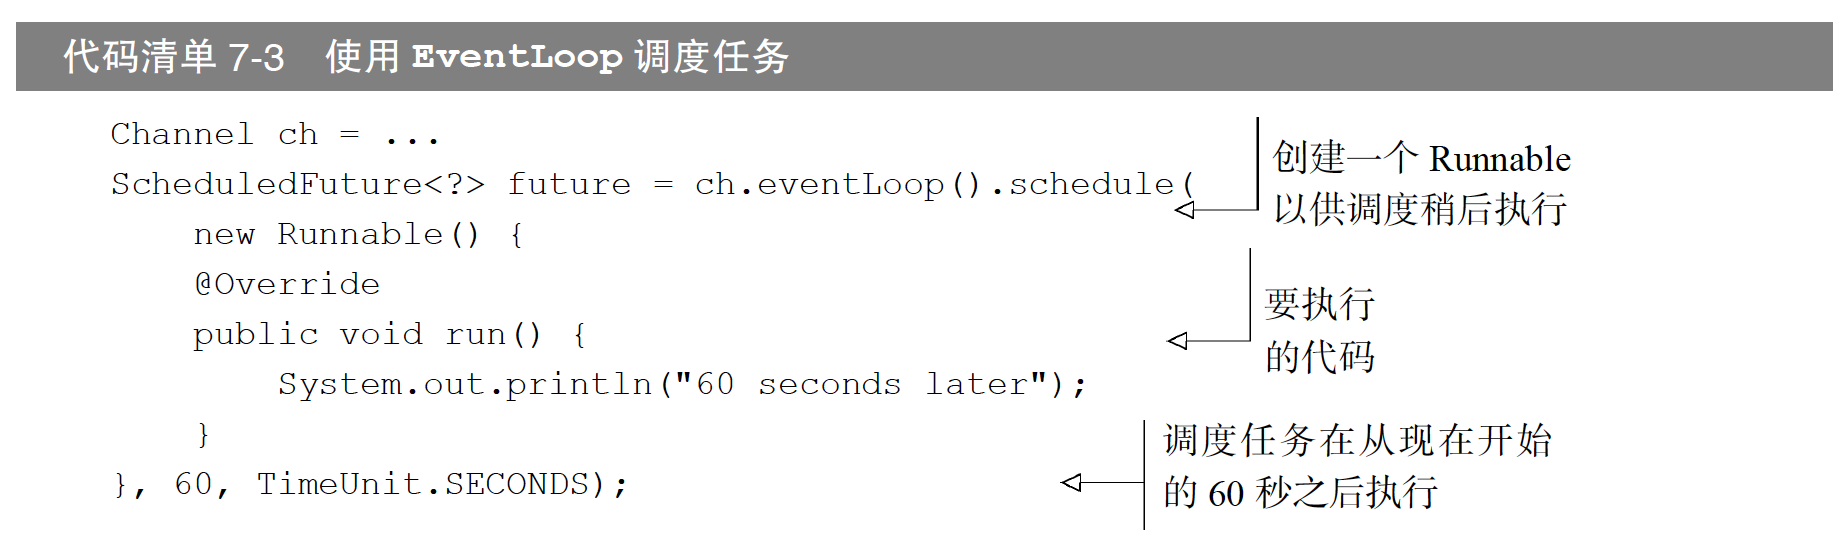 代码清单 7-3 使用 EventLoop 调度任务
Channel ch = ...
ScheduledFuture<?> future = ch.eventLoop().schedule(
new Runnable() {
@Override
public void run() {
System.out.println("60 seconds later");
}
}, 60, TimeUnit.SECONDS);
创建一个 Runnable
以供调度稍后执行
要执行
的代码
调度任务在从现在开始
的 60 秒之后执行